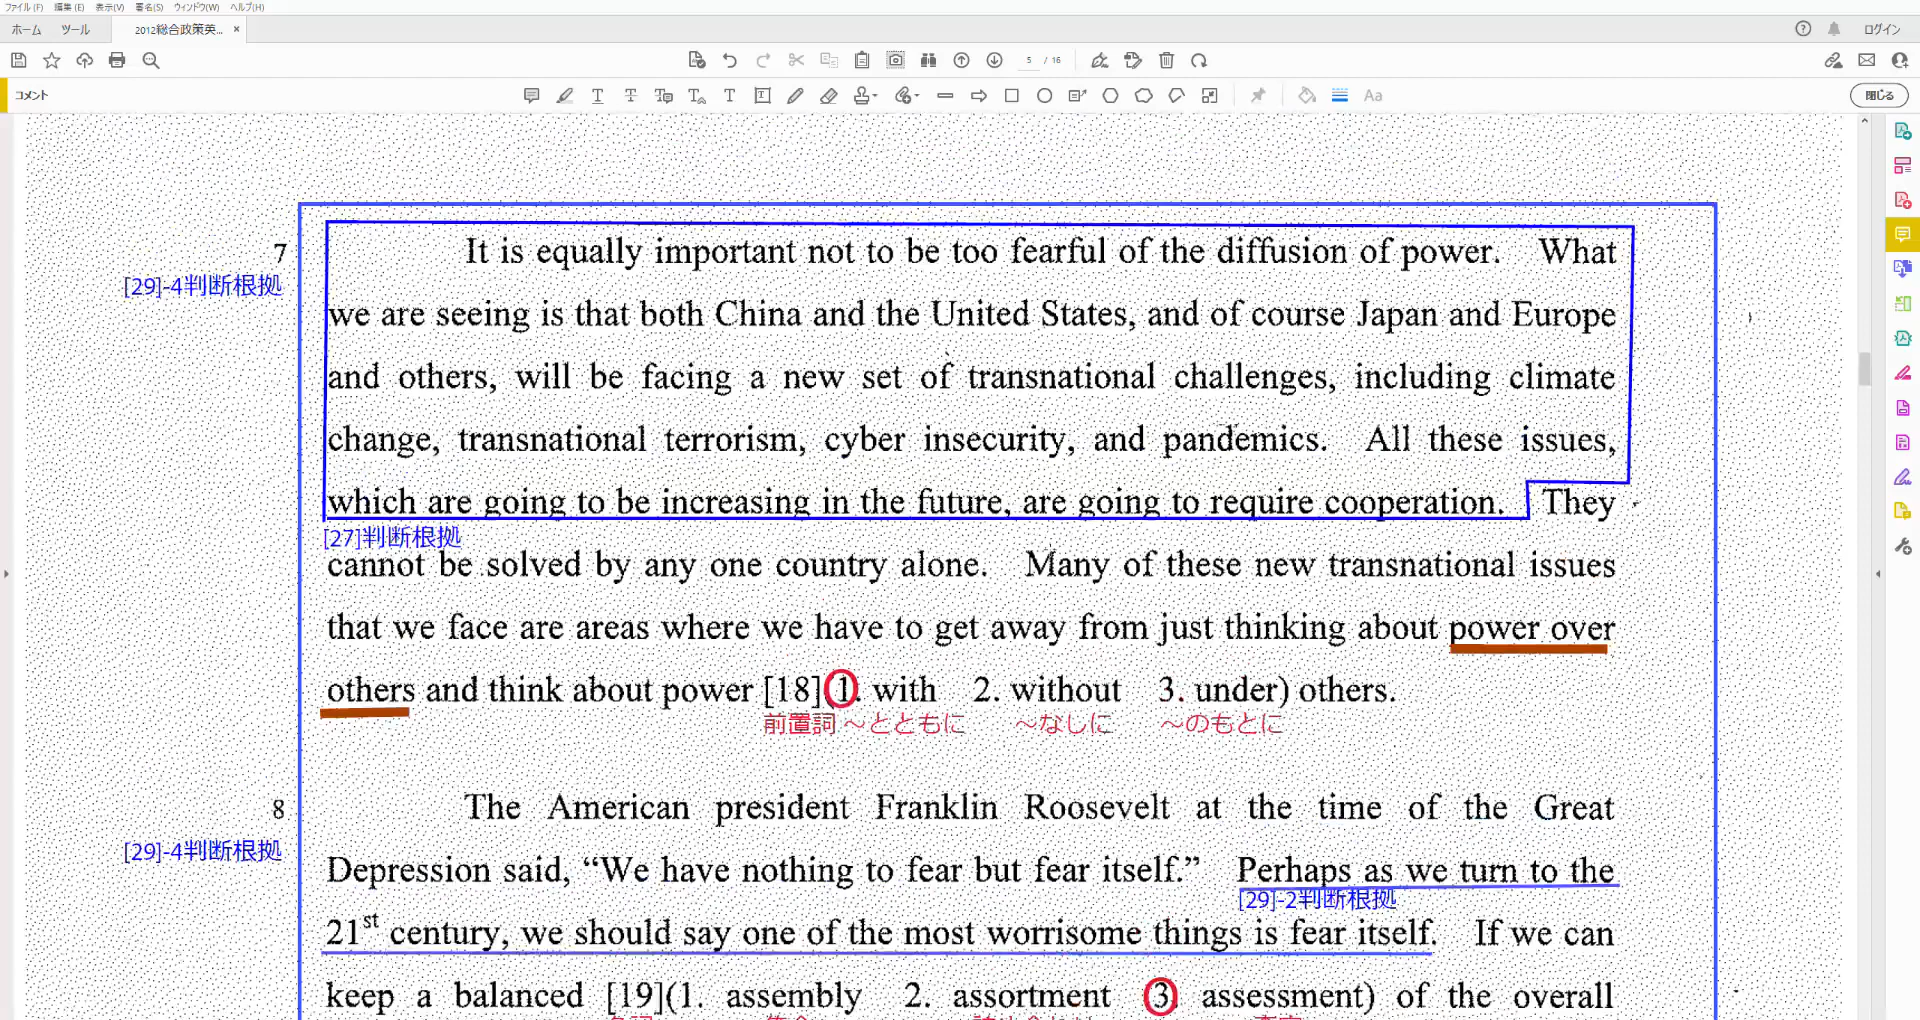 ファイル(F) 編集(E) 表示(V) 署名(S) ウィンドウ(W) ヘルプ(H)
ホーム ツール 2012総合政策英... × ログイン
5 / 16
コメント 閉じる
7 It is equally important not to be too fearful of the diffusion of power. What
[29]-4判断根拠
we are seeing is that both China and the United States, and of course Japan and Europe
and others, will be facing a new set of transnational challenges, including climate
change, transnational terrorism, cyber insecurity, and pandemics. All these issues,
which are going to be increasing in the future, are going to require cooperation. They
[27]判断根拠
cannot be solved by any one country alone. Many of these new transnational issues
that we face are areas where we have to get away from just thinking about power over
others and think about power [18](1. with 2. without 3. under) others.
前置詞 ～とともに ～なしに ～のもとに
8 The American president Franklin Roosevelt at the time of the Great
[29]-4判断根拠
Depression said, “We have nothing to fear but fear itself.” Perhaps as we turn to the
[29]-2判断根拠
21st century, we should say one of the most worrisome things is fear itself. If we can
keep a balanced [19](1. assembly 2. assortment 3. assessment) of the overall